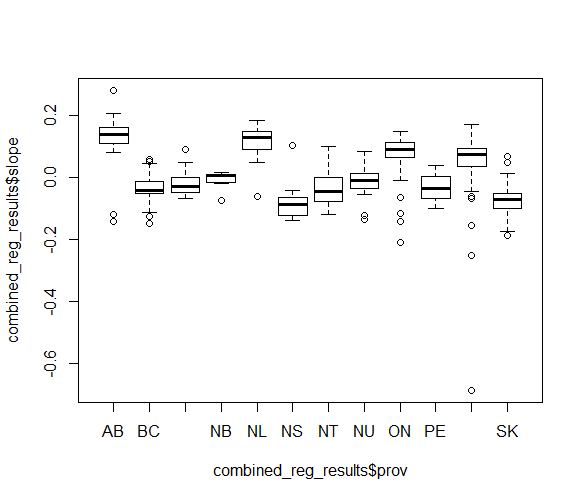 combined_reg_results$slope
0.2
0.0
-0.2
-0.4
-0.6
AB BC NB NL NS NT NU ON PE SK
combined_reg_results$prov